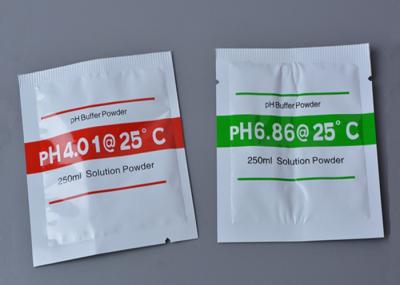 pH Buffer Powder
PH4.01@ 25° C
250ml Solution Powder
pH Buffer Powder
PH6.86@ 25° C
250ml Solution Powder